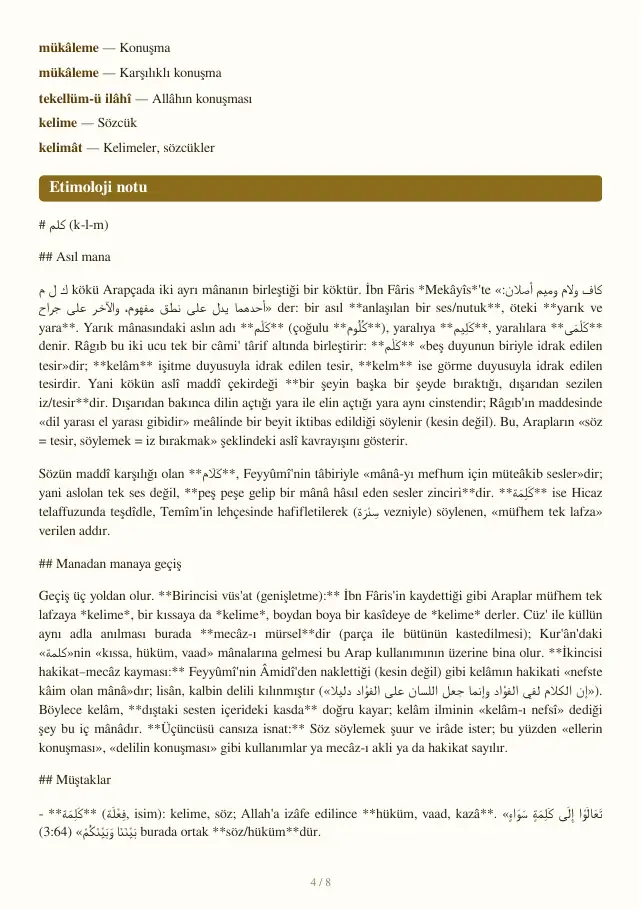 mükâleme — Konuşma
mükâleme — Karşılıklı konuşma
tekellüm-ü ilâhî — Allâhın konuşması
kelime — Sözcük
kelimât — Kelimeler, sözcükler
Etimoloji notu
# كلم (k-l-m)
## Asıl mana
ك ل م kökü Arapçada iki ayrı mânanın birleştiği bir köktür. İbn Fâris *Mekâyîs*'te «كاف ولام وميم أصلان:
أحدهما يدل على نطق مفهوم، والآخر على جراح» der: bir asıl **anlaşılan bir ses/nutuk**, öteki **yarık ve
yara**. Yarık mânasındaki aslın adı **كَلْم** (çoğulu **كُلُوم**), yaralıya **كَلِيم**, yaralılara **كَلْمَى**
denir. Râgıb bu iki ucu tek bir câmi' târif altında birleştirir: **كَلْم** «beş duyunun biriyle idrak edilen
tesir»dir; **kelâm** işitme duyusuyla idrak edilen tesir, **kelm** ise görme duyusuyla idrak edilen
tesirdir. Yani kökün aslî maddî çekirdeği **bir şeyin başka bir şeyde bıraktığı, dışarıdan sezilen
iz/tesir**dir. Dışarıdan bakınca dilin açtığı yara ile elin açtığı yara aynı cinstendir; Râgıb'ın maddesinde
«dil yarası el yarası gibidir» meâlinde bir beyit iktibas edildiği söylenir (kesin değil). Bu, Arapların «söz
= tesir, söylemek = iz bırakmak» şeklindeki aslî kavrayışını gösterir.
Sözün maddî karşılığı olan **كَلَام**, Feyyûmî'nin tâbiriyle «mânâ-yı mefhum için müteâkib sesler»dir;
yani aslolan tek ses değil, **peş peşe gelip bir mânâ hâsıl eden sesler zinciri**dir. **كَلِمَة** ise Hicaz
telaffuzunda teşdîdle, Temîm'in lehçesinde hafifletilerek (سِدْرَة vezniyle) söylenen, «müfhem tek lafza»
verilen addır.
## Manadan manaya geçiş
Geçiş üç yoldan olur. **Birincisi vüs'at (genişletme):** İbn Fâris'in kaydettiği gibi Araplar müfhem tek
lafzaya *kelime*, bir kıssaya da *kelime*, boydan boya bir kasîdeye de *kelime* derler. Cüz' ile küllün
aynı adla anılması burada **mecâz-ı mürsel**dir (parça ile bütünün kastedilmesi); Kur'ân'daki
«كلمة»nin «kıssa, hüküm, vaad» mânalarına gelmesi bu Arap kullanımının üzerine bina olur. **İkincisi
hakikat–mecâz kayması:** Feyyûmî'nin Âmidî'den naklettiği (kesin değil) gibi kelâmın hakikati «nefste
kâim olan mânâ»dır; lisân, kalbin delili kılınmıştır («إن الكلام لفي الفؤاد وإنما جعل اللسان على الفؤاد دليلا»).
Böylece kelâm, **dıştaki sesten içerideki kasda** doğru kayar; kelâm ilminin «kelâm-ı nefsî» dediği
şey bu iç mânâdır. **Üçüncüsü cansıza isnat:** Söz söylemek şuur ve irâde ister; bu yüzden «ellerin
konuşması», «delilin konuşması» gibi kullanımlar ya mecâz-ı akli ya da hakikat sayılır.
## Müştaklar
- **كَلِمَة** (فِعْلَة, isim): kelime, söz; Allah'a izâfe edilince **hüküm, vaad, kazâ**. «تَعَالَوْا إِلَى كَلِمَةٍ سَوَاءٍ
بَيْنَنَا وَبَيْنَكُمْ» (3:64) burada ortak **söz/hüküm**dür.
4 / 8